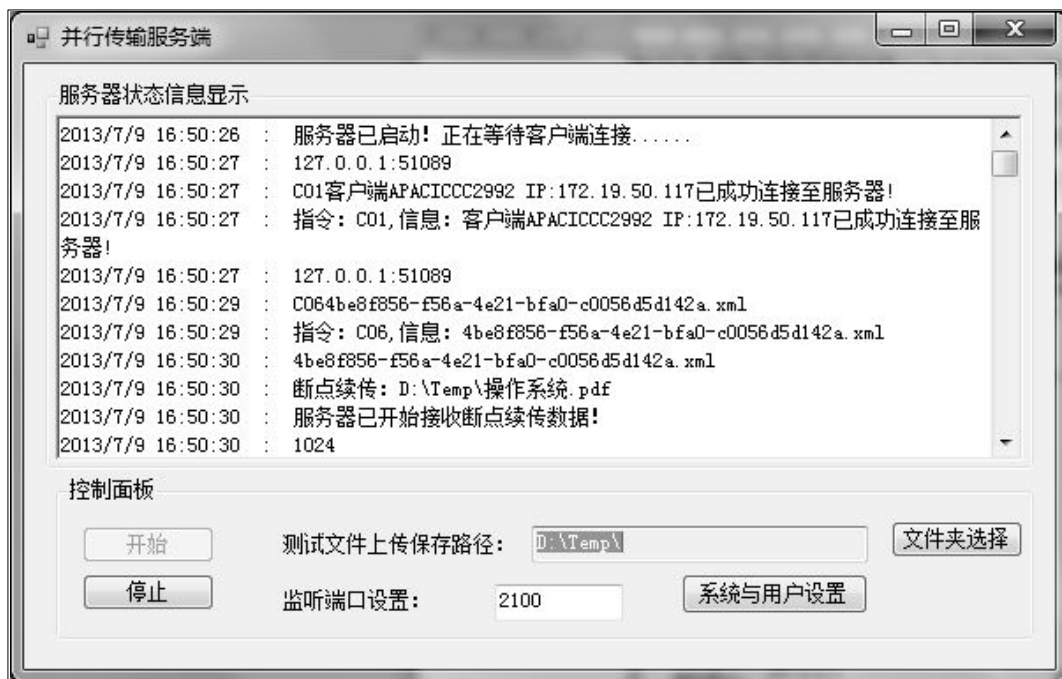 并行传输服务端
服务器状态信息显示
2013/7/9 16:50:26 : 服务器已启动! 正在等待客户端连接......
2013/7/9 16:50:27 : 127.0.0.1:51089
2013/7/9 16:50:27 : C01客户端APACICCC2992 IP:172.19.50.117已成功连接至服务器!
2013/7/9 16:50:27 : 指令: C01,信息: 客户端APACICCC2992 IP:172.19.50.117已成功连接至服
务器!
2013/7/9 16:50:27 : 127.0.0.1:51089
2013/7/9 16:50:29 : C064be8f856-f56a-4e21-bfa0-c0056d5d142a.xml
2013/7/9 16:50:29 : 指令: C06,信息: 4be8f856-f56a-4e21-bfa0-c0056d5d142a.xml
2013/7/9 16:50:30 : 4be8f856-f56a-4e21-bfa0-c0056d5d142a.xml
2013/7/9 16:50:30 : 断点续传: D:\Temp\操作系统.pdf
2013/7/9 16:50:30 : 服务器已开始接收断点续传数据!
2013/7/9 16:50:30 : 1024
控制面板
开始 测试文件上传保存路径: D:\Temp\ 文件夹选择
停止 监听端口设置: 2100 系统与用户设置